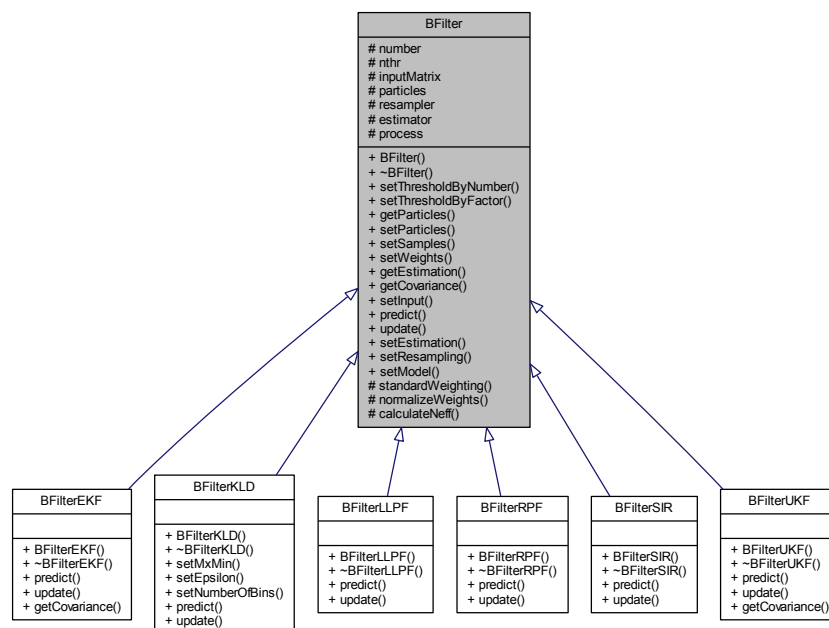 BFilter
# number
# nthr
# inputMatrix
# particles
# resampler
# estimator
# process
+ BFilter()
+ ~BFilter()
+ setThresholdByNumber()
+ setThresholdByFactor()
+ getParticles()
+ setParticles()
+ setSamples()
+ setWeights()
+ getEstimation()
+ getCovariance()
+ setInput()
+ predict()
+ update()
+ setEstimation()
+ setResampling()
+ setModel()
# standardWeighting()
# normalizeWeights()
# calculateNeff()
BFilterEKF
+ BFilterEKF()
+ ~BFilterEKF()
+ predict()
+ update()
+ getCovariance()
BFilterKLD
+ BFilterKLD()
+ ~BFilterKLD()
+ setMxMin()
+ setEpsilon()
+ setNumberOfBins()
+ predict()
+ update()
BFilterLLPF
+ BFilterLLPF()
+ ~BFilterLLPF()
+ predict()
+ update()
BFilterRPF
+ BFilterRPF()
+ ~BFilterRPF()
+ predict()
+ update()
BFilterSIR
+ BFilterSIR()
+ ~BFilterSIR()
+ predict()
+ update()
BFilterUKF
+ BFilterUKF()
+ ~BFilterUKF()
+ predict()
+ update()
+ getCovariance()